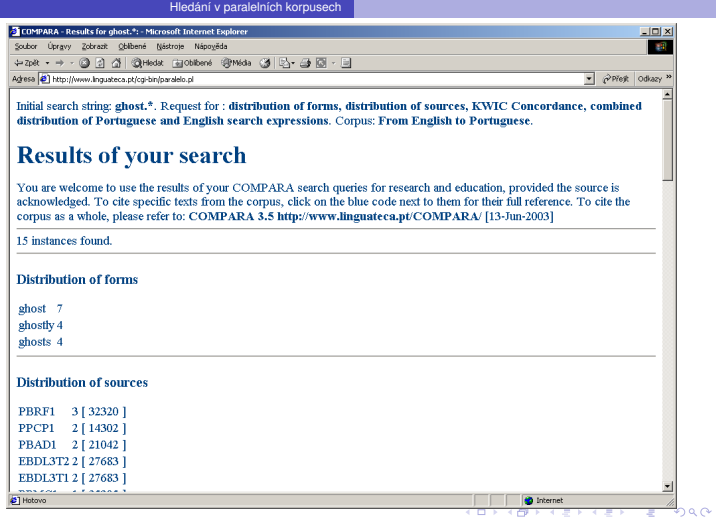 Hledání v paralelních korpusech
COMPARA - Results for ghost.*: - Microsoft Internet Explorer
Soubor Úpravy Zobrazit Oblíbené Nástroje Nápověda
Zpět Hledat Oblíbené Média
Adresa http://www.linguateca.pt/cgi-bin/paralelo.pl Přejít Odkazy »
Initial search string: ghost.*. Request for : distribution of forms, distribution of sources, KWIC Concordance, combined
distribution of Portuguese and English search expressions. Corpus: From English to Portuguese.
Results of your search
You are welcome to use the results of your COMPARA search queries for research and education, provided the source is
acknowledged. To cite specific texts from the corpus, click on the blue code next to them for their full reference. To cite the
corpus as a whole, please refer to: COMPARA 3.5 http://www.linguateca.pt/COMPARA/ [13-Jun-2003]
15 instances found.
Distribution of forms
ghost 7
ghostly 4
ghosts 4
Distribution of sources
PBRF1 3 [ 32320 ]
PPCP1 2 [ 14302 ]
PBAD1 2 [ 21042 ]
EBDL3T2 2 [ 27683 ]
EBDL3T1 2 [ 27683 ]
Hotovo Internet